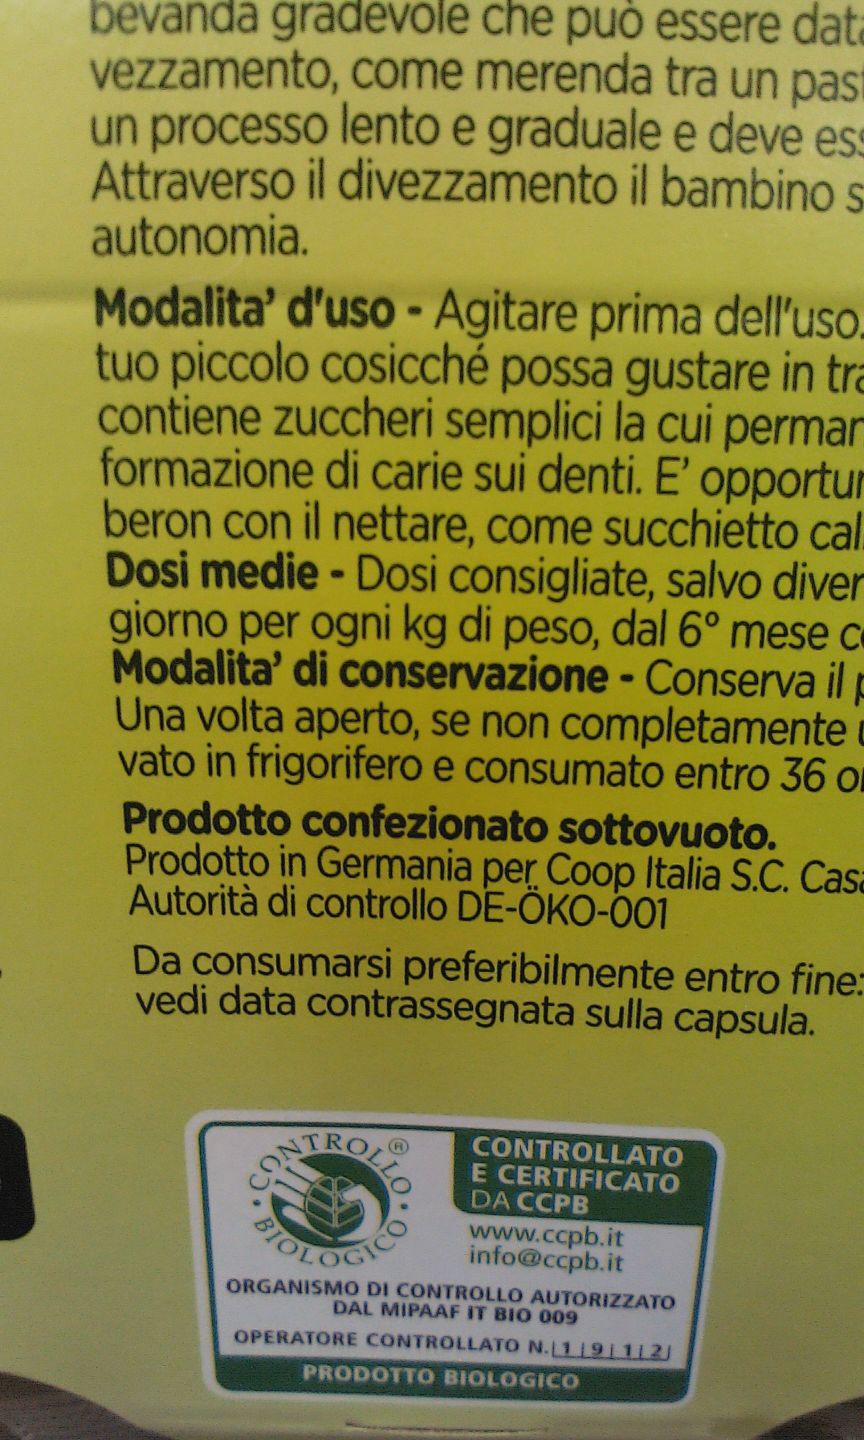 bevanda gradevole che può essere
vezzamento, come merenda tra un
un processo lento e graduale e deve
Attraverso il divezzamento il bambino
autonomia.
Modalita' d'uso - Agitare prima dell'uso.
tuo piccolo cosicché possa gustare in
contiene zuccheri semplici la cui
formazione di carie sui denti. E'
beron con il nettare, come succhietto
Dosi medie - Dosi consigliate, salvo
giorno per ogni kg di peso, dal 6° mese
Modalita' di conservazione - Conserva il
Una volta aperto, se non completamente
vato in frigorifero e consumato entro 36
Prodotto confezionato sottovuoto.
Prodotto in Germania per Coop Italia S.C.
Autorità di controllo DE-ÖKO-001
Da consumarsi preferibilmente entro fine:
vedi data contrassegnata sulla capsula.
CONTROLLO ®
BIOLOGICO
CONTROLLATO
E CERTIFICATO
DA CCPB
www.ccpb.it
info@ccpb.it
ORGANISMO DI CONTROLLO AUTORIZZATO
DAL MIPAAF IT BIO 009
OPERATORE CONTROLLATO N. |1|9|1|2|
PRODOTTO BIOLOGICO